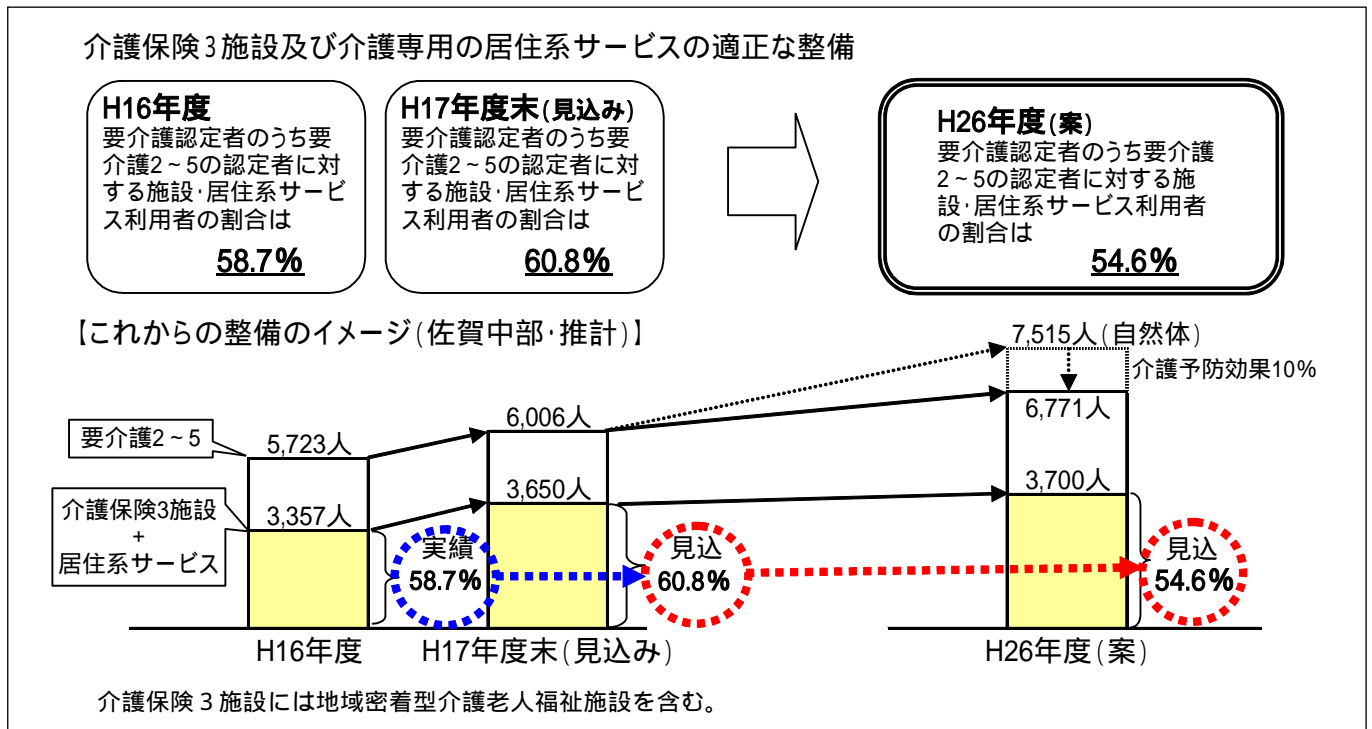 介護保険3施設及び介護専用の居住系サービスの適正な整備
H16年度
要介護認定者のうち要
介護2~5の認定者に対
する施設・居住系サービ
ス利用者の割合は
58.7%
H17年度末(見込み)
要介護認定者のうち要
介護2~5の認定者に対
する施設・居住系サービ
ス利用者の割合は
60.8%
H26年度(案)
要介護認定者のうち要介護
2~5の認定者に対する施
設・居住系サービス利用者
の割合は
54.6%
【これからの整備のイメージ(佐賀中部・推計)】
7,515人(自然体)
介護予防効果10%
要介護2~5
5,723人
6,006人
6,771人
介護保険3施設
+
居住系サービス
3,357人
3,650人
3,700人
実績
58.7%
見込
60.8%
見込
54.6%
H16年度
H17年度末(見込み)
H26年度(案)
介護保険3施設には地域密着型介護老人福祉施設を含む。